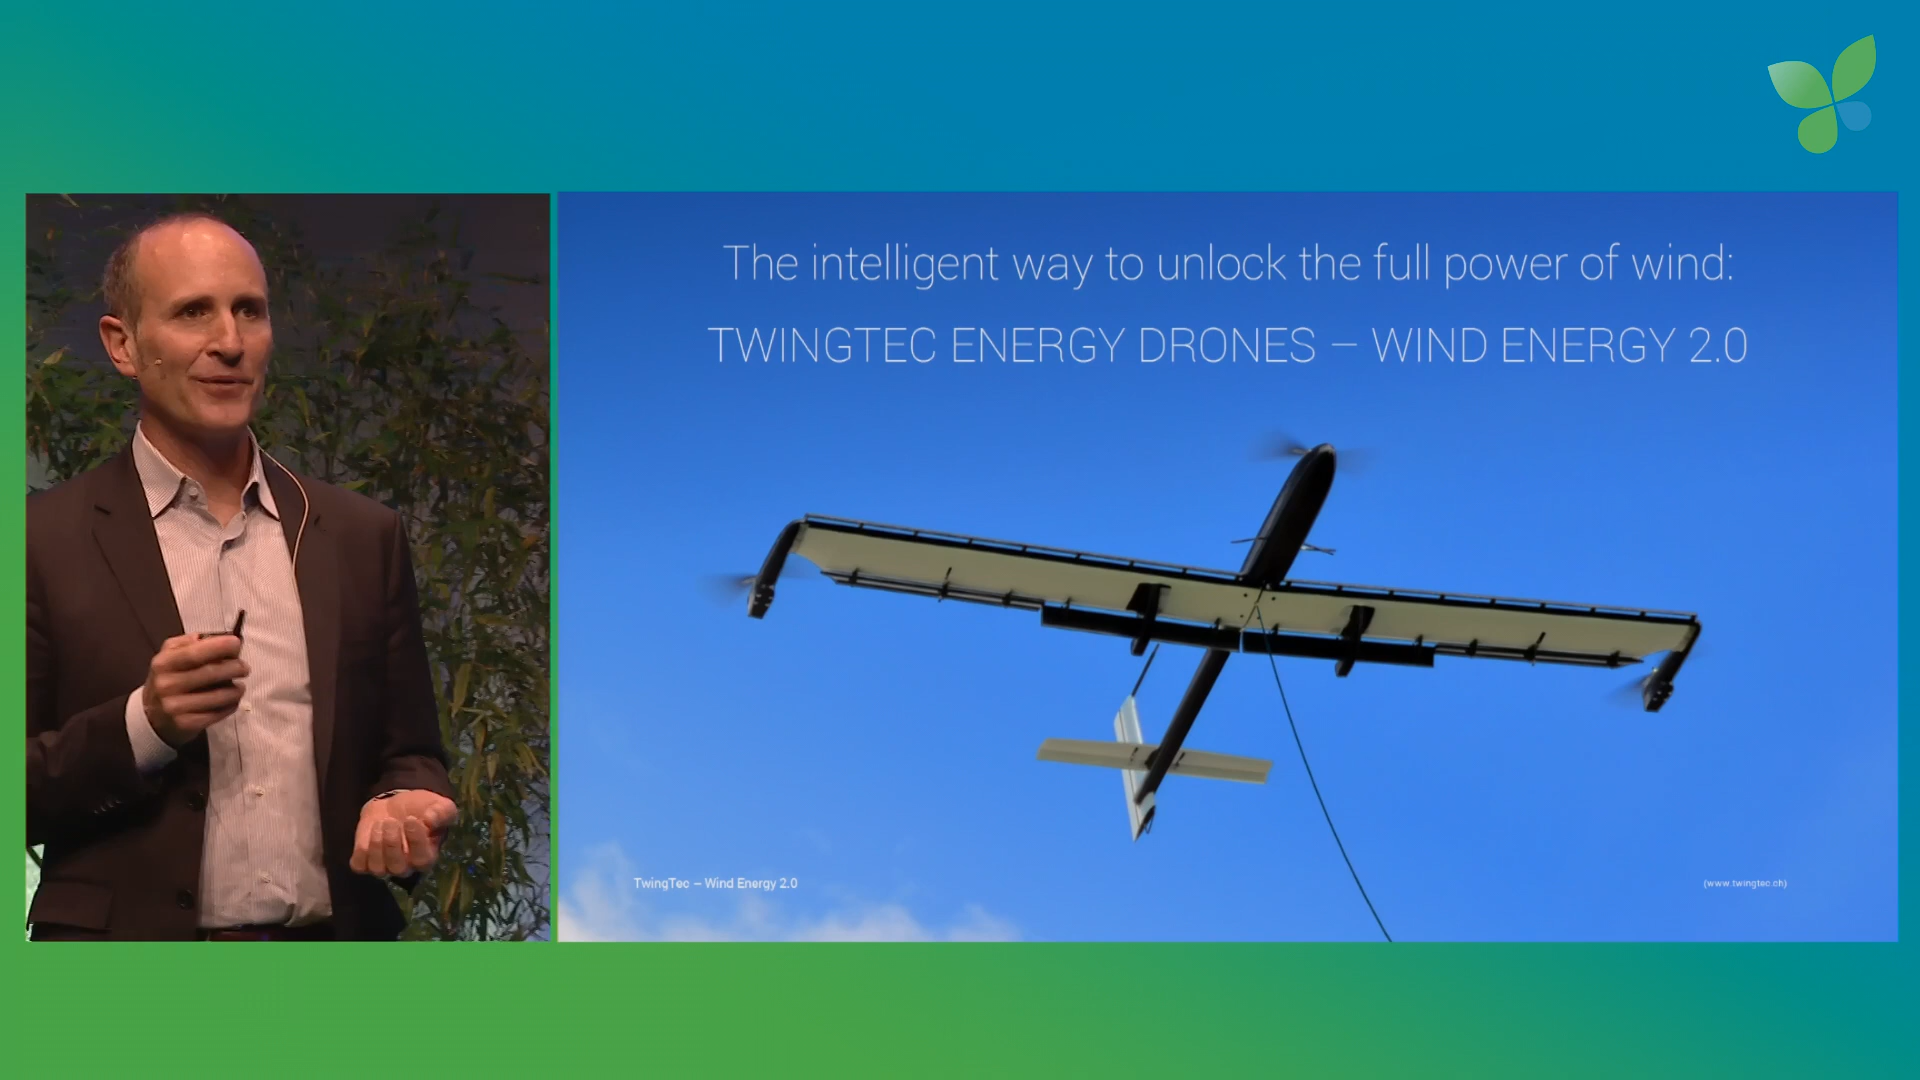 The intelligent way to unlock the full power of wind:
TWINGTEC ENERGY DRONES – WIND ENERGY 2.0
TwingTec – Wind Energy 2.0
(www.twingtec.ch)